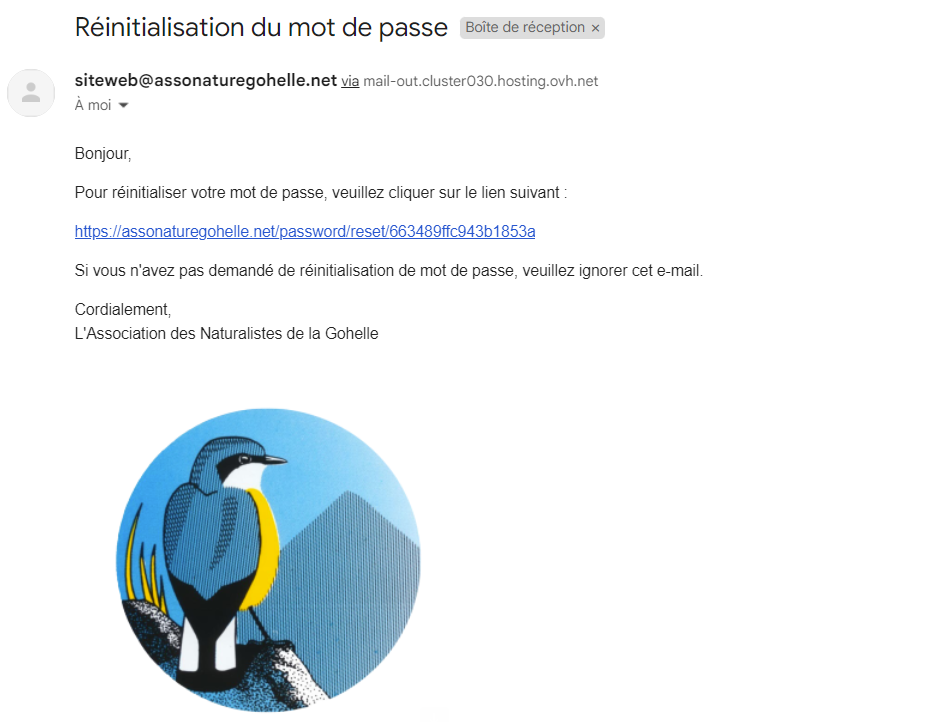 Réinitialisation du mot de passe Boîte de réception ×
siteweb@assonaturegohelle.net via mail-out.cluster030.hosting.ovh.net
À moi
Bonjour,
Pour réinitialiser votre mot de passe, veuillez cliquer sur le lien suivant :
https://assonaturegohelle.net/password/reset/663489ffc943b1853a
Si vous n'avez pas demandé de réinitialisation de mot de passe, veuillez ignorer cet e-mail.
Cordialement,
L'Association des Naturalistes de la Gohelle